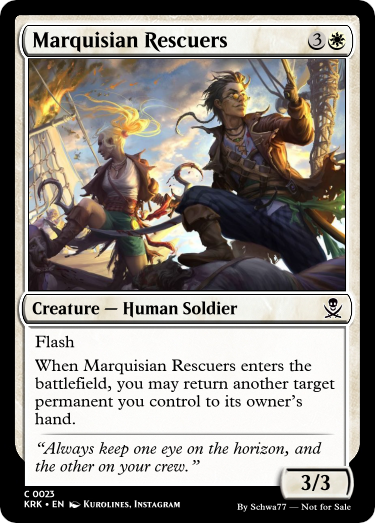 Marquisian Rescuers 3
Creature — Human Soldier
Flash
When Marquisian Rescuers enters the
battlefield, you may return another target
permanent you control to its owner's
hand.
“Always keep one eye on the horizon, and
the other on your crew.”
3/3
C 0023
KRK • EN Kurolines, Instagram
By Schwa77 — Not for Sale